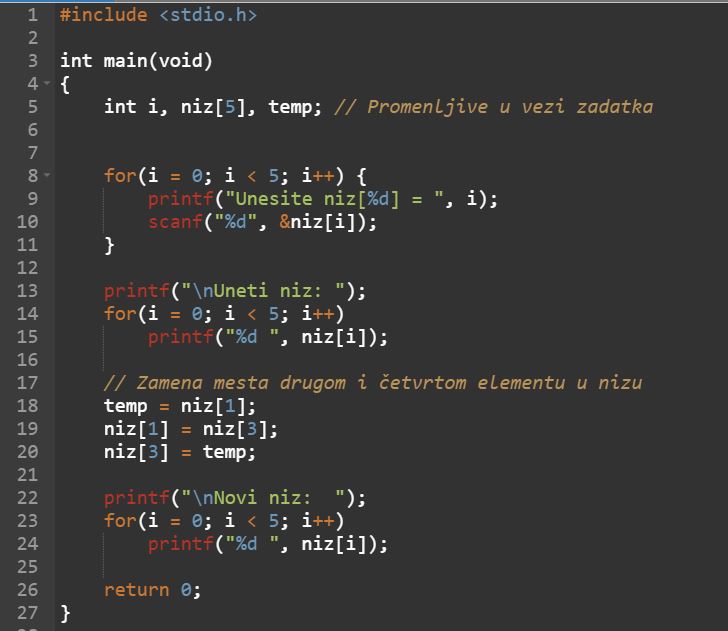 1 #include <stdio.h>
2
3 int main(void)
4 {
5     int i, niz[5], temp; // Promenljive u vezi zadatka
6
7
8     for(i = 0; i < 5; i++) {
9         printf("Unesite niz[%d] = ", i);
10         scanf("%d", &niz[i]);
11     }
12
13     printf("\nUneti niz: ");
14     for(i = 0; i < 5; i++)
15         printf("%d ", niz[i]);
16
17     // Zamena mesta drugom i četvrtom elementu u nizu
18     temp = niz[1];
19     niz[1] = niz[3];
20     niz[3] = temp;
21
22     printf("\nNovi niz:  ");
23     for(i = 0; i < 5; i++)
24         printf("%d ", niz[i]);
25
26     return 0;
27 }